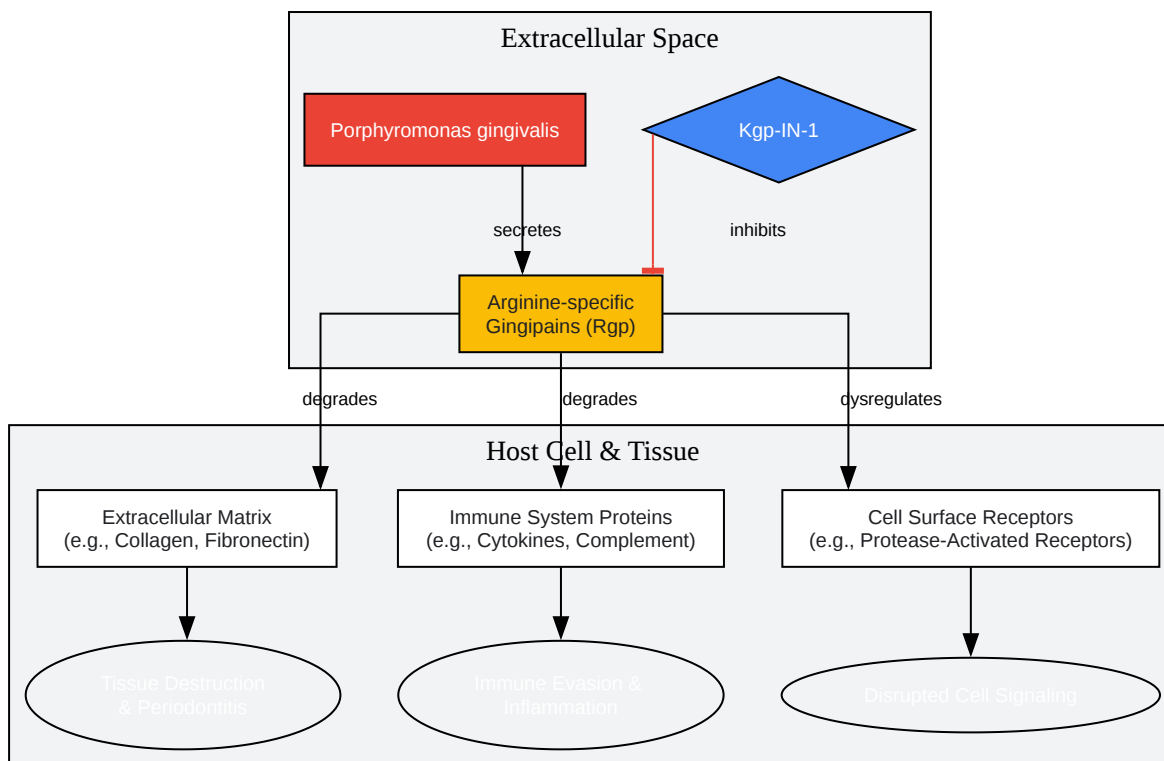 Extracellular Space
Porphyromonas gingivalis
Kgp-IN-1
secretes
inhibits
Arginine-specific
Gingipains (Rgp)
degrades
degrades
dysregulates
Host Cell & Tissue
Extracellular Matrix
(e.g., Collagen, Fibronectin)
Immune System Proteins
(e.g., Cytokines, Complement)
Cell Surface Receptors
(e.g., Protease-Activated Receptors)
Tissue Destruction
& Periodontitis
Immune Evasion &
Inflammation
Disrupted Cell Signaling